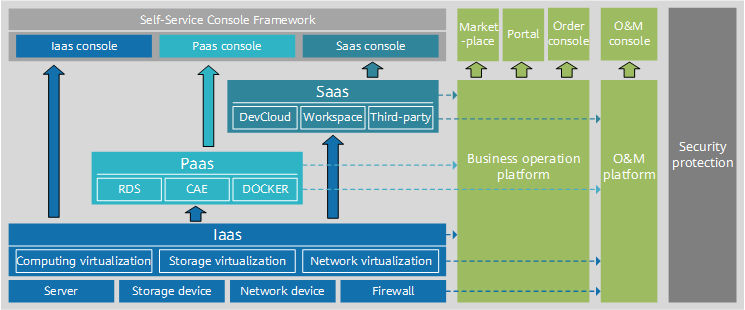 Self-Service Console Framework
Iaas console
Paas console
Saas console
Market
-place
Portal
Order
console
O&M
console
Saas
DevCloud
Workspace
Third-party
Paas
RDS
CAE
DOCKER
Business operation
platform
O&M
platform
Security
protection
Iaas
Computing virtualization
Storage virtualization
Network virtualization
Server
Storage device
Network device
Firewall